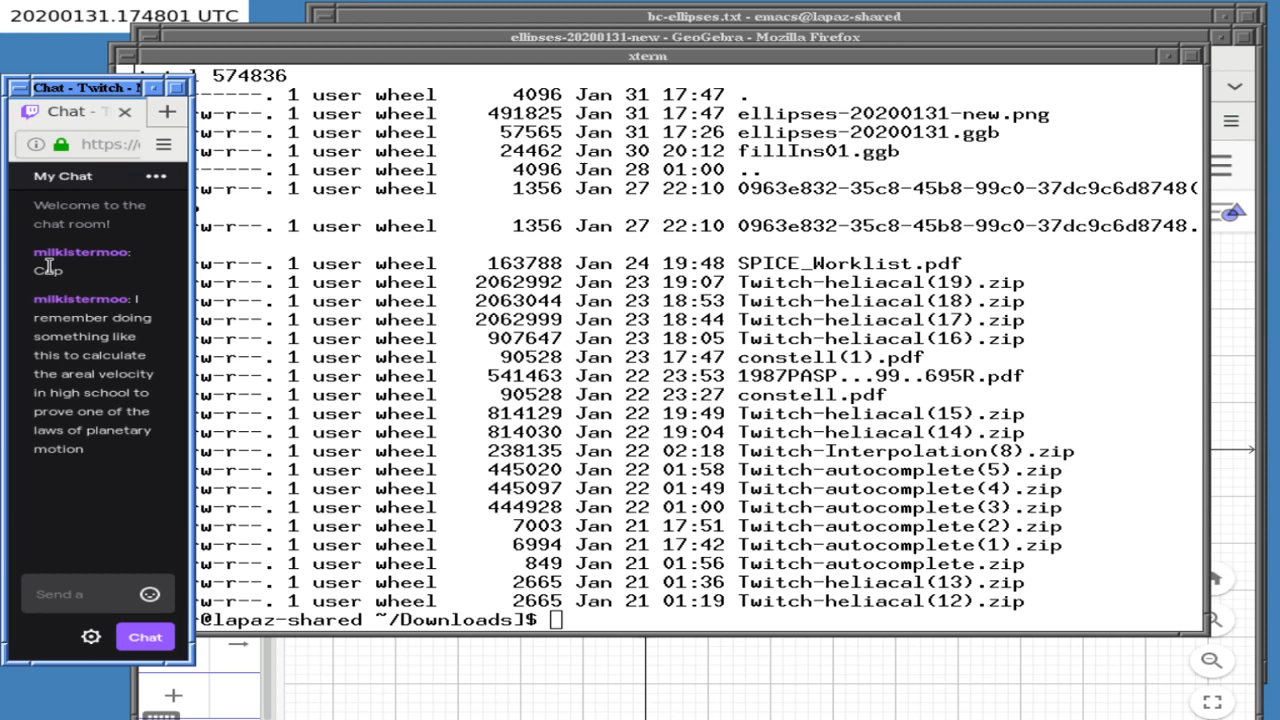 20200131.174801 UTC
bc-ellipses.txt - emacs@lapaz-shared
ellipses-20200131-new - GeoGebra - Mozilla Firefox
xterm
Chat - Twitch -
Chat - T
https://
My Chat
Welcome to the
chat room!
milkistermoo:
milkistermoo: I
remember doing
something like
this to calculate
the areal velocity
in high school to
prove one of the
laws of planetary
motion
Send a
Chat
574836
------. 1 user wheel 4096 Jan 31 17:47 .
w-r--. 1 user wheel 491825 Jan 31 17:47 ellipses-20200131-new.png
w-r--. 1 user wheel 57565 Jan 31 17:26 ellipses-20200131.ggb
w-r--. 1 user wheel 24462 Jan 30 20:12 fillIns01.ggb
------. 1 user wheel 4096 Jan 28 01:00 ..
w-r--. 1 user wheel 1356 Jan 27 22:10 0963e832-35c8-45b8-99c0-37dc9c6d8748(
w-r--. 1 user wheel 1356 Jan 27 22:10 0963e832-35c8-45b8-99c0-37dc9c6d8748.
w-r--. 1 user wheel 163788 Jan 24 19:48 SPICE_Worklist.pdf
w-r--. 1 user wheel 2062992 Jan 23 19:07 Twitch-heliacal(19).zip
w-r--. 1 user wheel 2063044 Jan 23 18:53 Twitch-heliacal(18).zip
w-r--. 1 user wheel 2062999 Jan 23 18:44 Twitch-heliacal(17).zip
w-r--. 1 user wheel 907647 Jan 23 18:05 Twitch-heliacal(16).zip
w-r--. 1 user wheel 90528 Jan 23 17:47 constell(1).pdf
w-r--. 1 user wheel 541463 Jan 22 23:53 1987PASP...99..695R.pdf
w-r--. 1 user wheel 90528 Jan 22 23:27 constell.pdf
w-r--. 1 user wheel 814129 Jan 22 19:49 Twitch-heliacal(15).zip
w-r--. 1 user wheel 814030 Jan 22 19:04 Twitch-heliacal(14).zip
w-r--. 1 user wheel 238135 Jan 22 02:18 Twitch-Interpolation(8).zip
w-r--. 1 user wheel 445020 Jan 22 01:58 Twitch-autocomplete(5).zip
w-r--. 1 user wheel 445097 Jan 22 01:49 Twitch-autocomplete(4).zip
w-r--. 1 user wheel 444928 Jan 22 01:00 Twitch-autocomplete(3).zip
w-r--. 1 user wheel 7003 Jan 21 17:51 Twitch-autocomplete(2).zip
w-r--. 1 user wheel 6994 Jan 21 17:42 Twitch-autocomplete(1).zip
w-r--. 1 user wheel 849 Jan 21 01:56 Twitch-autocomplete.zip
w-r--. 1 user wheel 2665 Jan 21 01:36 Twitch-heliacal(13).zip
w-r--. 1 user wheel 2665 Jan 21 01:19 Twitch-heliacal(12).zip
@lapaz-shared ~/Downloads]$